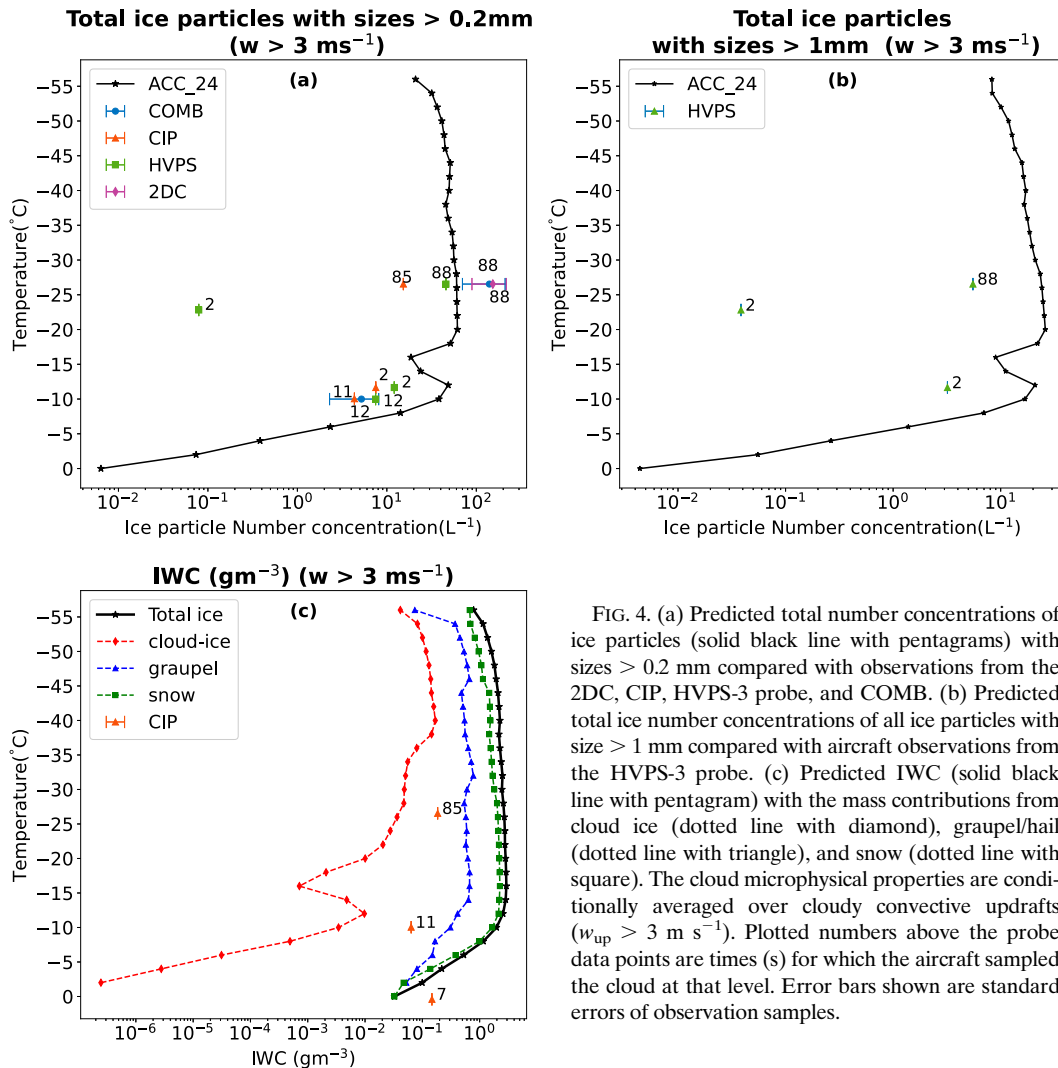 Total ice particles with sizes > 0.2mm
(w > 3 ms⁻¹)
(a)
ACC_24
COMB
CIP
HVPS
2DC
−55
−50
−45
−40
−35
−30
−25
−20
−15
−10
−5
0
Temperature(°C)
85
88
88
88
2
2
2
11
12
12
10⁻²
10⁻¹
10⁰
10¹
10²
Ice particle Number concentration(L⁻¹)
Total ice particles
with sizes > 1mm (w > 3 ms⁻¹)
(b)
ACC_24
HVPS
−55
−50
−45
−40
−35
−30
−25
−20
−15
−10
−5
0
Temperature(°C)
88
2
2
10⁻²
10⁻¹
10⁰
10¹
Ice particle Number concentration(L⁻¹)
IWC (gm⁻³) (w > 3 ms⁻¹)
(c)
Total ice
cloud-ice
graupel
snow
CIP
−55
−50
−45
−40
−35
−30
−25
−20
−15
−10
−5
0
Temperature(°C)
85
11
7
10⁻⁶
10⁻⁵
10⁻⁴
10⁻³
10⁻²
10⁻¹
10⁰
IWC (gm⁻³)
FIG. 4. (a) Predicted total number concentrations of
ice particles (solid black line with pentagrams) with
sizes > 0.2 mm compared with observations from the
2DC, CIP, HVPS-3 probe, and COMB. (b) Predicted
total ice number concentrations of all ice particles with
size > 1 mm compared with aircraft observations from
the HVPS-3 probe. (c) Predicted IWC (solid black
line with pentagram) with the mass contributions from
cloud ice (dotted line with diamond), graupel/hail
(dotted line with triangle), and snow (dotted line with
square). The cloud microphysical properties are condi-
tionally averaged over cloudy convective updrafts
(w_up > 3 m s⁻¹). Plotted numbers above the probe
data points are times (s) for which the aircraft sampled
the cloud at that level. Error bars shown are standard
errors of observation samples.